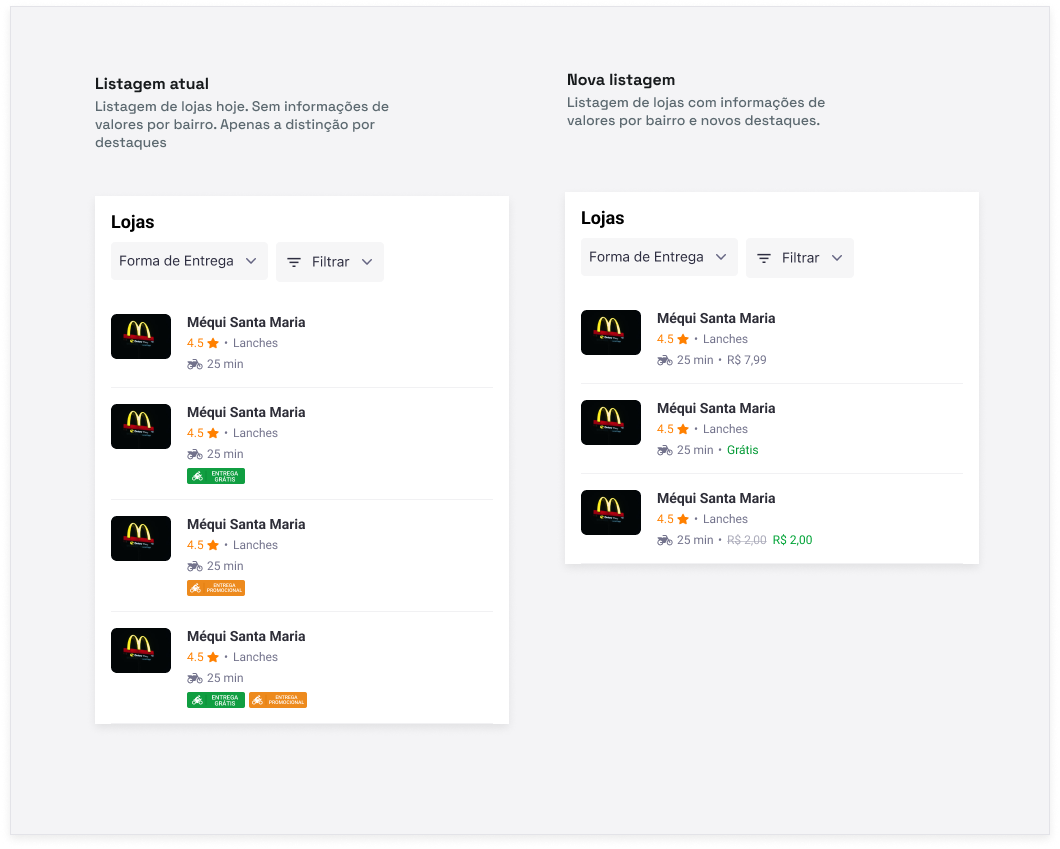 Listagem atual
Listagem de lojas hoje. Sem informações de
valores por bairro. Apenas a distinção por
destaques
Lojas
Forma de Entrega
Filtrar
Méqui Santa Maria
4.5 • Lanches
25 min
Méqui Santa Maria
4.5 • Lanches
25 min
ENTREGA
GRÁTIS
Méqui Santa Maria
4.5 • Lanches
25 min
ENTREGA
PROMOCIONAL
Méqui Santa Maria
4.5 • Lanches
25 min
ENTREGA
GRÁTIS
ENTREGA
PROMOCIONAL
Nova listagem
Listagem de lojas com informações de
valores por bairro e novos destaques.
Lojas
Forma de Entrega
Filtrar
Méqui Santa Maria
4.5 • Lanches
25 min • R$ 7,99
Méqui Santa Maria
4.5 • Lanches
25 min • Grátis
Méqui Santa Maria
4.5 • Lanches
25 min • R$ 2,00 R$ 2,00